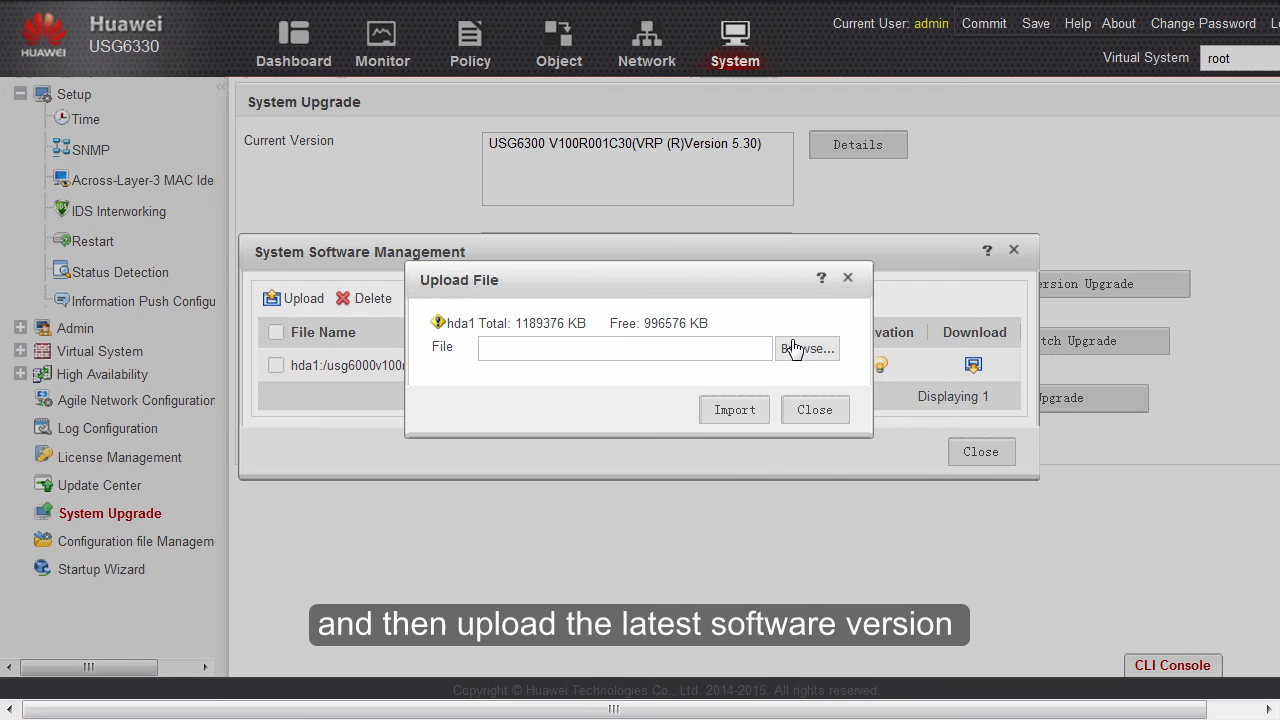 Huawei
USG6330
HUAWEI
Dashboard
Monitor
Policy
Object
Network
System
Current User: admin
Commit
Save
Help
About
Change Password
Virtual System
root
Setup
Time
SNMP
Across-Layer-3 MAC Ide
IDS Interworking
Restart
Status Detection
Information Push Configu
Admin
Virtual System
High Availability
Agile Network Configuration
Log Configuration
License Management
Update Center
System Upgrade
Configuration file Managem
Startup Wizard
System Upgrade
Current Version
USG6300 V100R001C30(VRP (R)Version 5.30)
Details
System Software Management
?
Upload
Delete
File Name
vation
Download
hda1:/usg6000v100r
Displaying 1
Close
ersion Upgrade
tch Upgrade
pgrade
Upload File
?
hda1 Total: 1189376 KB Free: 996576 KB
File
Browse...
Import
Close
and then upload the latest software version
CLI Console
Copyright © Huawei Technologies Co., Ltd. 2014-2015. All rights reserved.